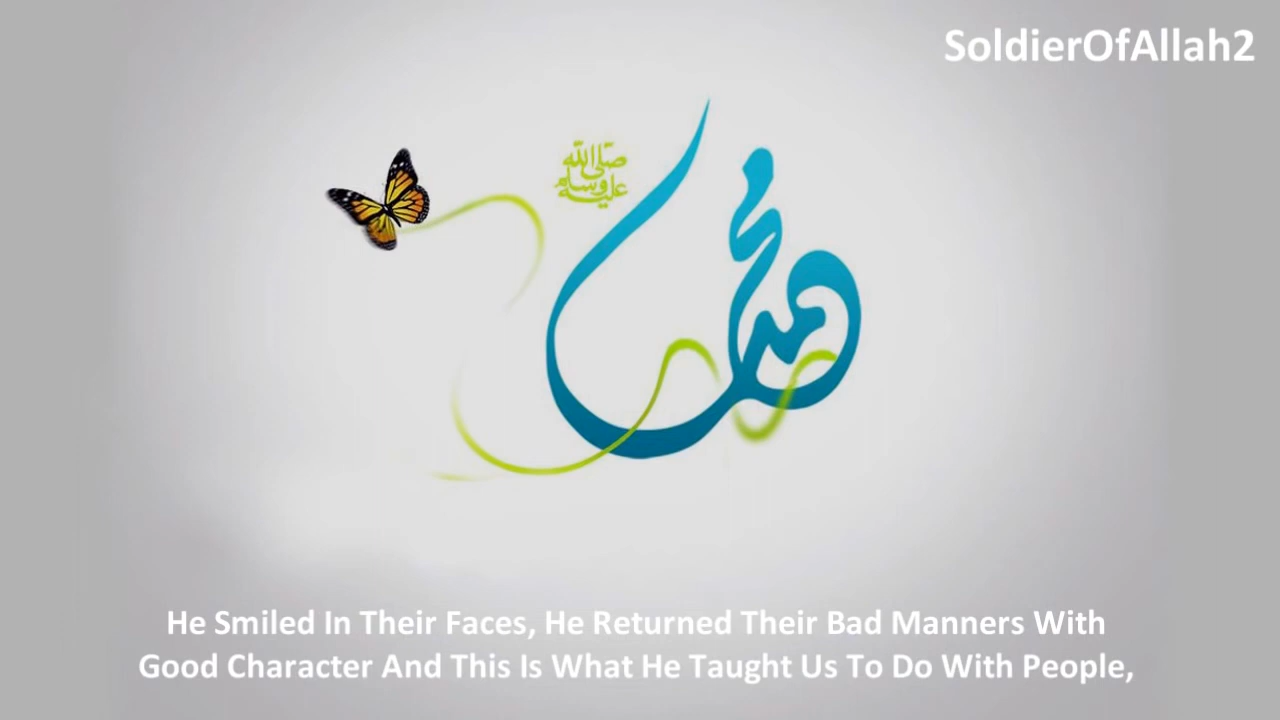 SoldierOfAllah2
صلى الله
عليه وسلم
محمد
He Smiled In Their Faces, He Returned Their Bad Manners With
Good Character And This Is What He Taught Us To Do With People,